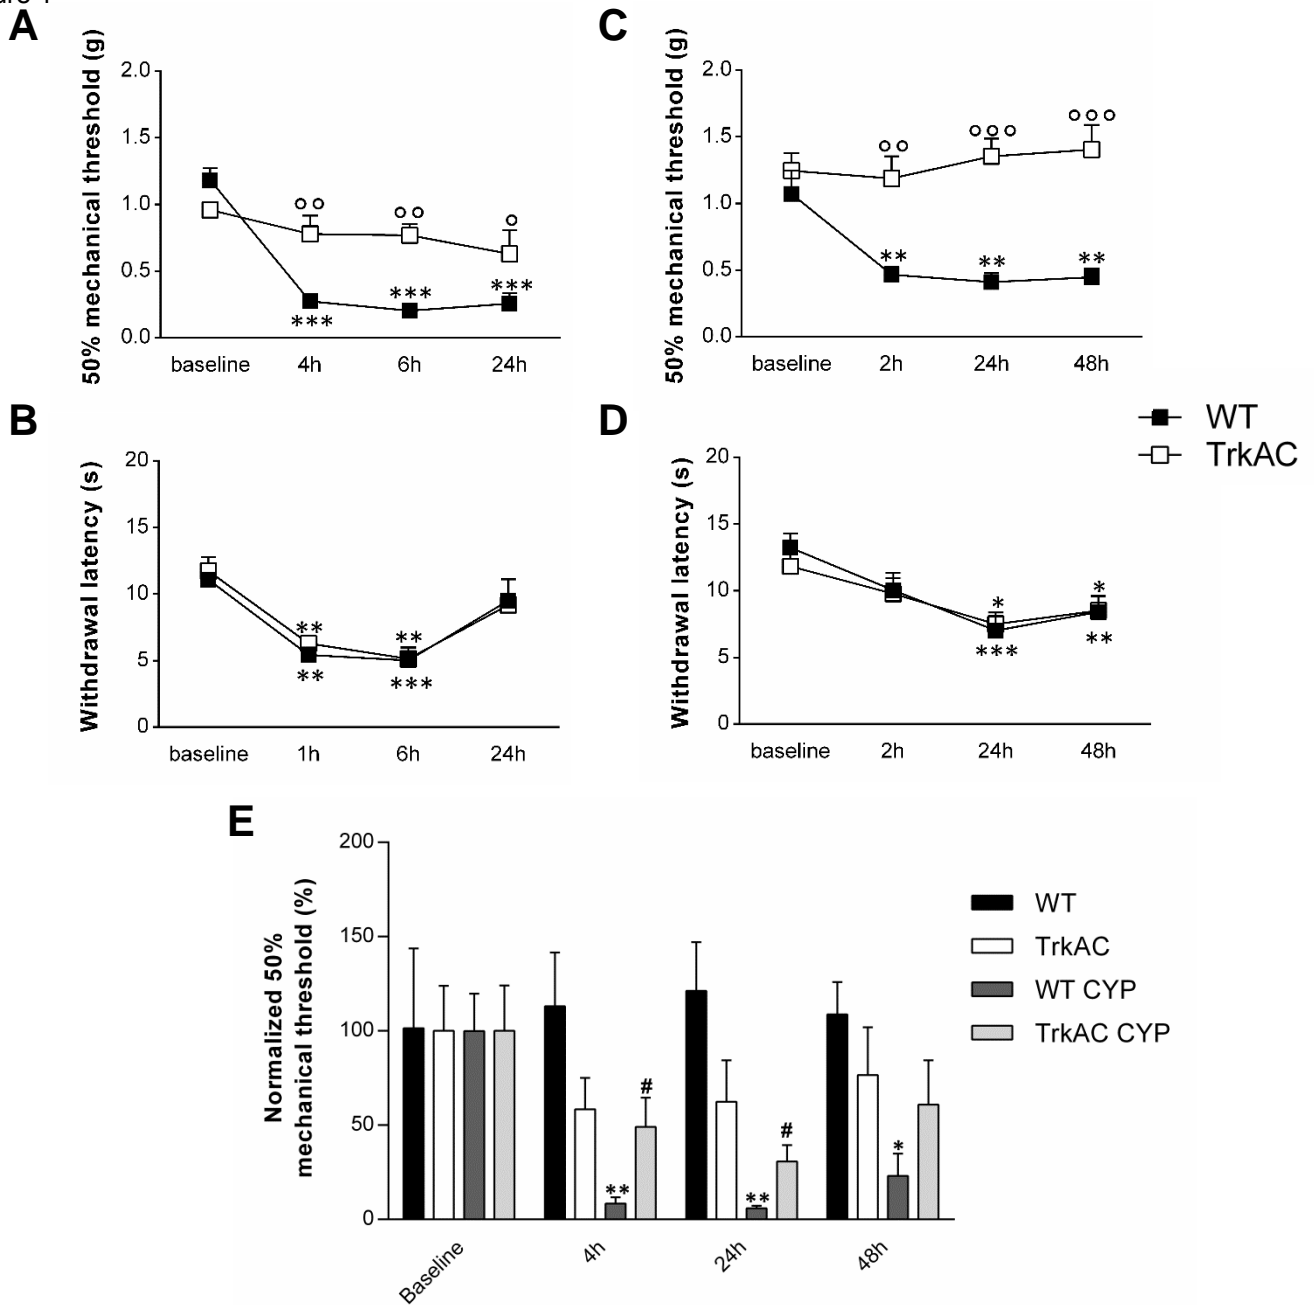 A
50% mechanical threshold (g)
2.0
1.5
1.0
0.5
0.0
○○
○○
○
***
***
***
baseline 4h 6h 24h
C
50% mechanical threshold (g)
2.0
1.5
1.0
0.5
0.0
○○
○○○
○○○
**
**
**
baseline 2h 24h 48h
WT
TrkAC
B
Withdrawal latency (s)
20
15
10
5
0
**
**
**
***
baseline 1h 6h 24h
D
Withdrawal latency (s)
20
15
10
5
0
*
*
***
**
baseline 2h 24h 48h
E
Normalized 50%
mechanical threshold (%)
200
150
100
50
0
**
#
**
#
*
Baseline 4h 24h 48h
WT
TrkAC
WT CYP
TrkAC CYP